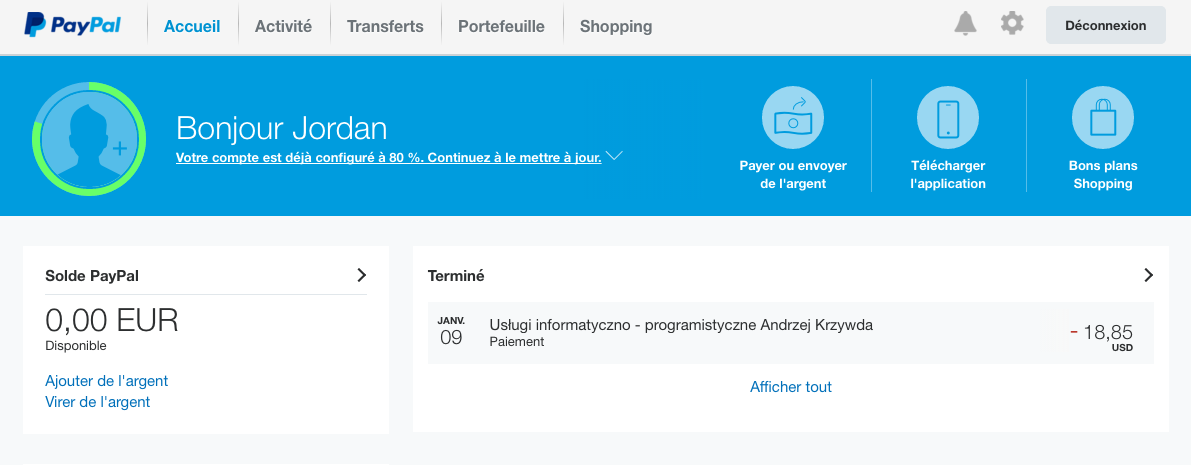 PayPal
Accueil
Activité
Transferts
Portefeuille
Shopping
Déconnexion
Bonjour Jordan
Votre compte est déjà configuré à 80 %. Continuez à le mettre à jour.
Payer ou envoyer
de l'argent
Télécharger
l'application
Bons plans
Shopping
Solde PayPal
0,00 EUR
Disponible
Ajouter de l'argent
Virer de l'argent
Terminé
JANV.
09
Usługi informatyczno - programistyczne Andrzej Krzywda
Paiement
- 18,85
USD
Afficher tout